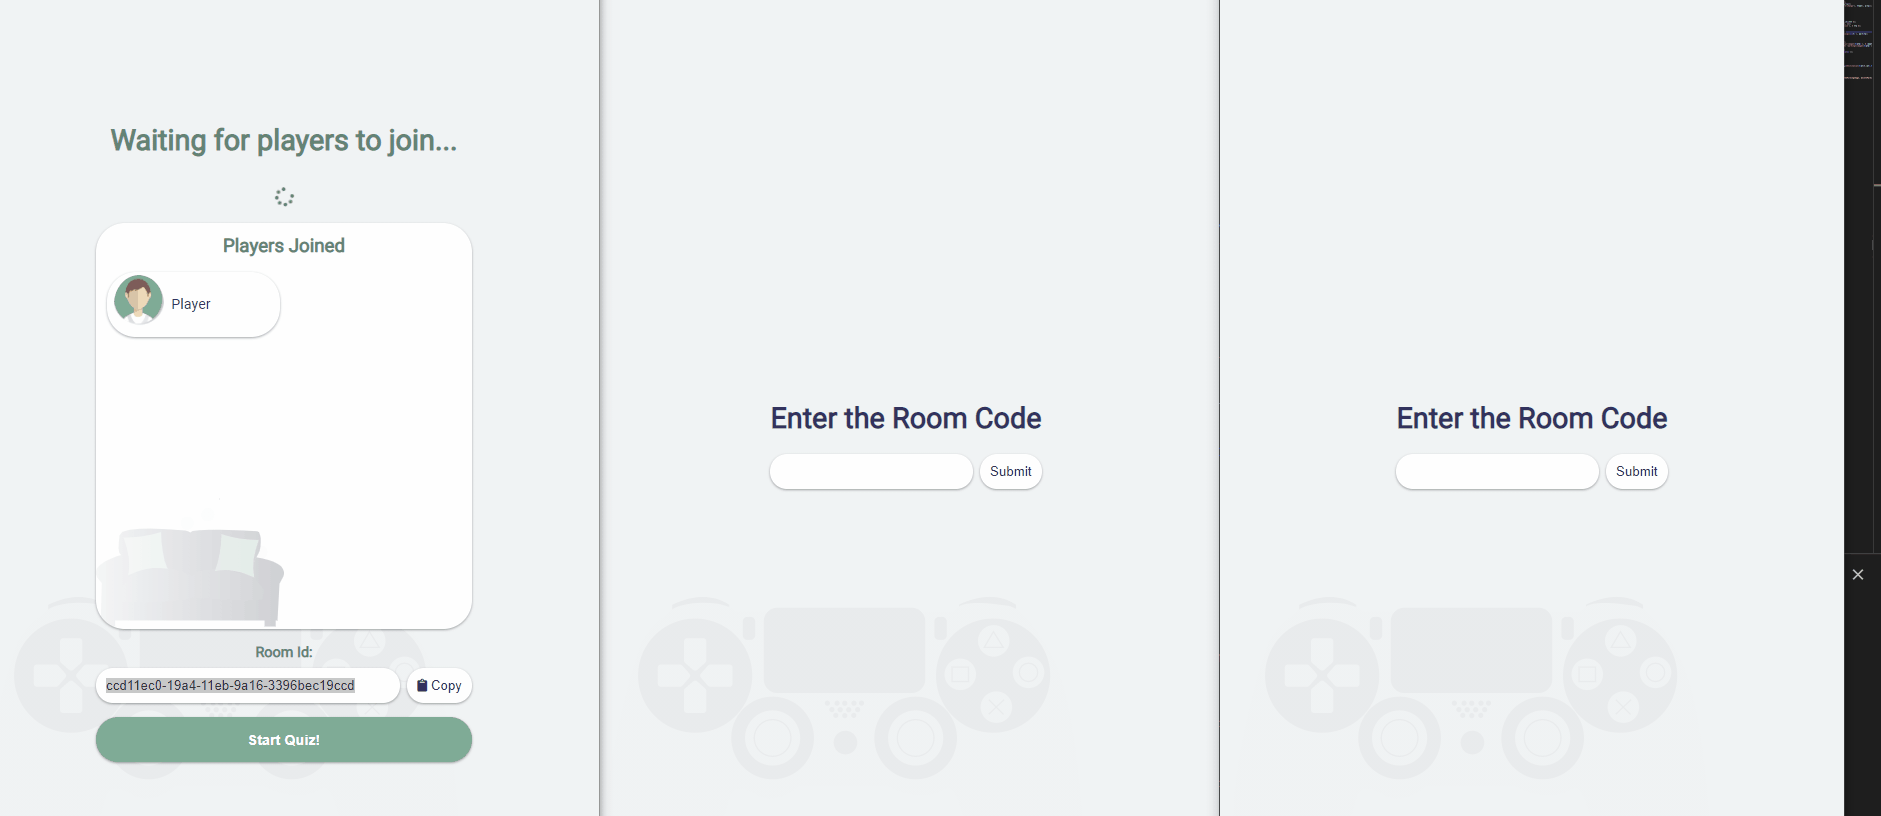 Waiting for players to join...
Players Joined
Player
Room Id:
ccd11ec0-19a4-11eb-9a16-3396bec19ccd
Copy
Start Quiz!
Enter the Room Code
Submit
Enter the Room Code
Submit